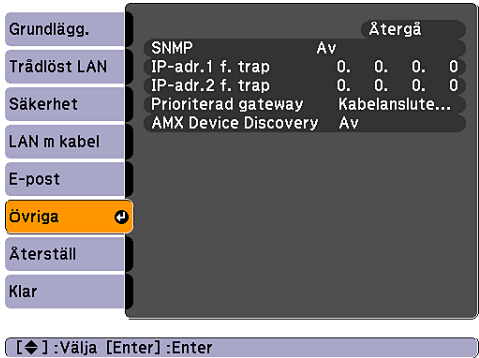 Grundlägg.
Trådlöst LAN
Säkerhet
LAN m kabel
E-post
Övriga
Återställ
Klar
Återgå
SNMP Av
IP-adr.1 f. trap 0. 0. 0. 0
IP-adr.2 f. trap 0. 0. 0. 0
Prioriterad gateway Kabelanslute...
AMX Device Discovery Av
[◆] :Välja [Enter] :Enter